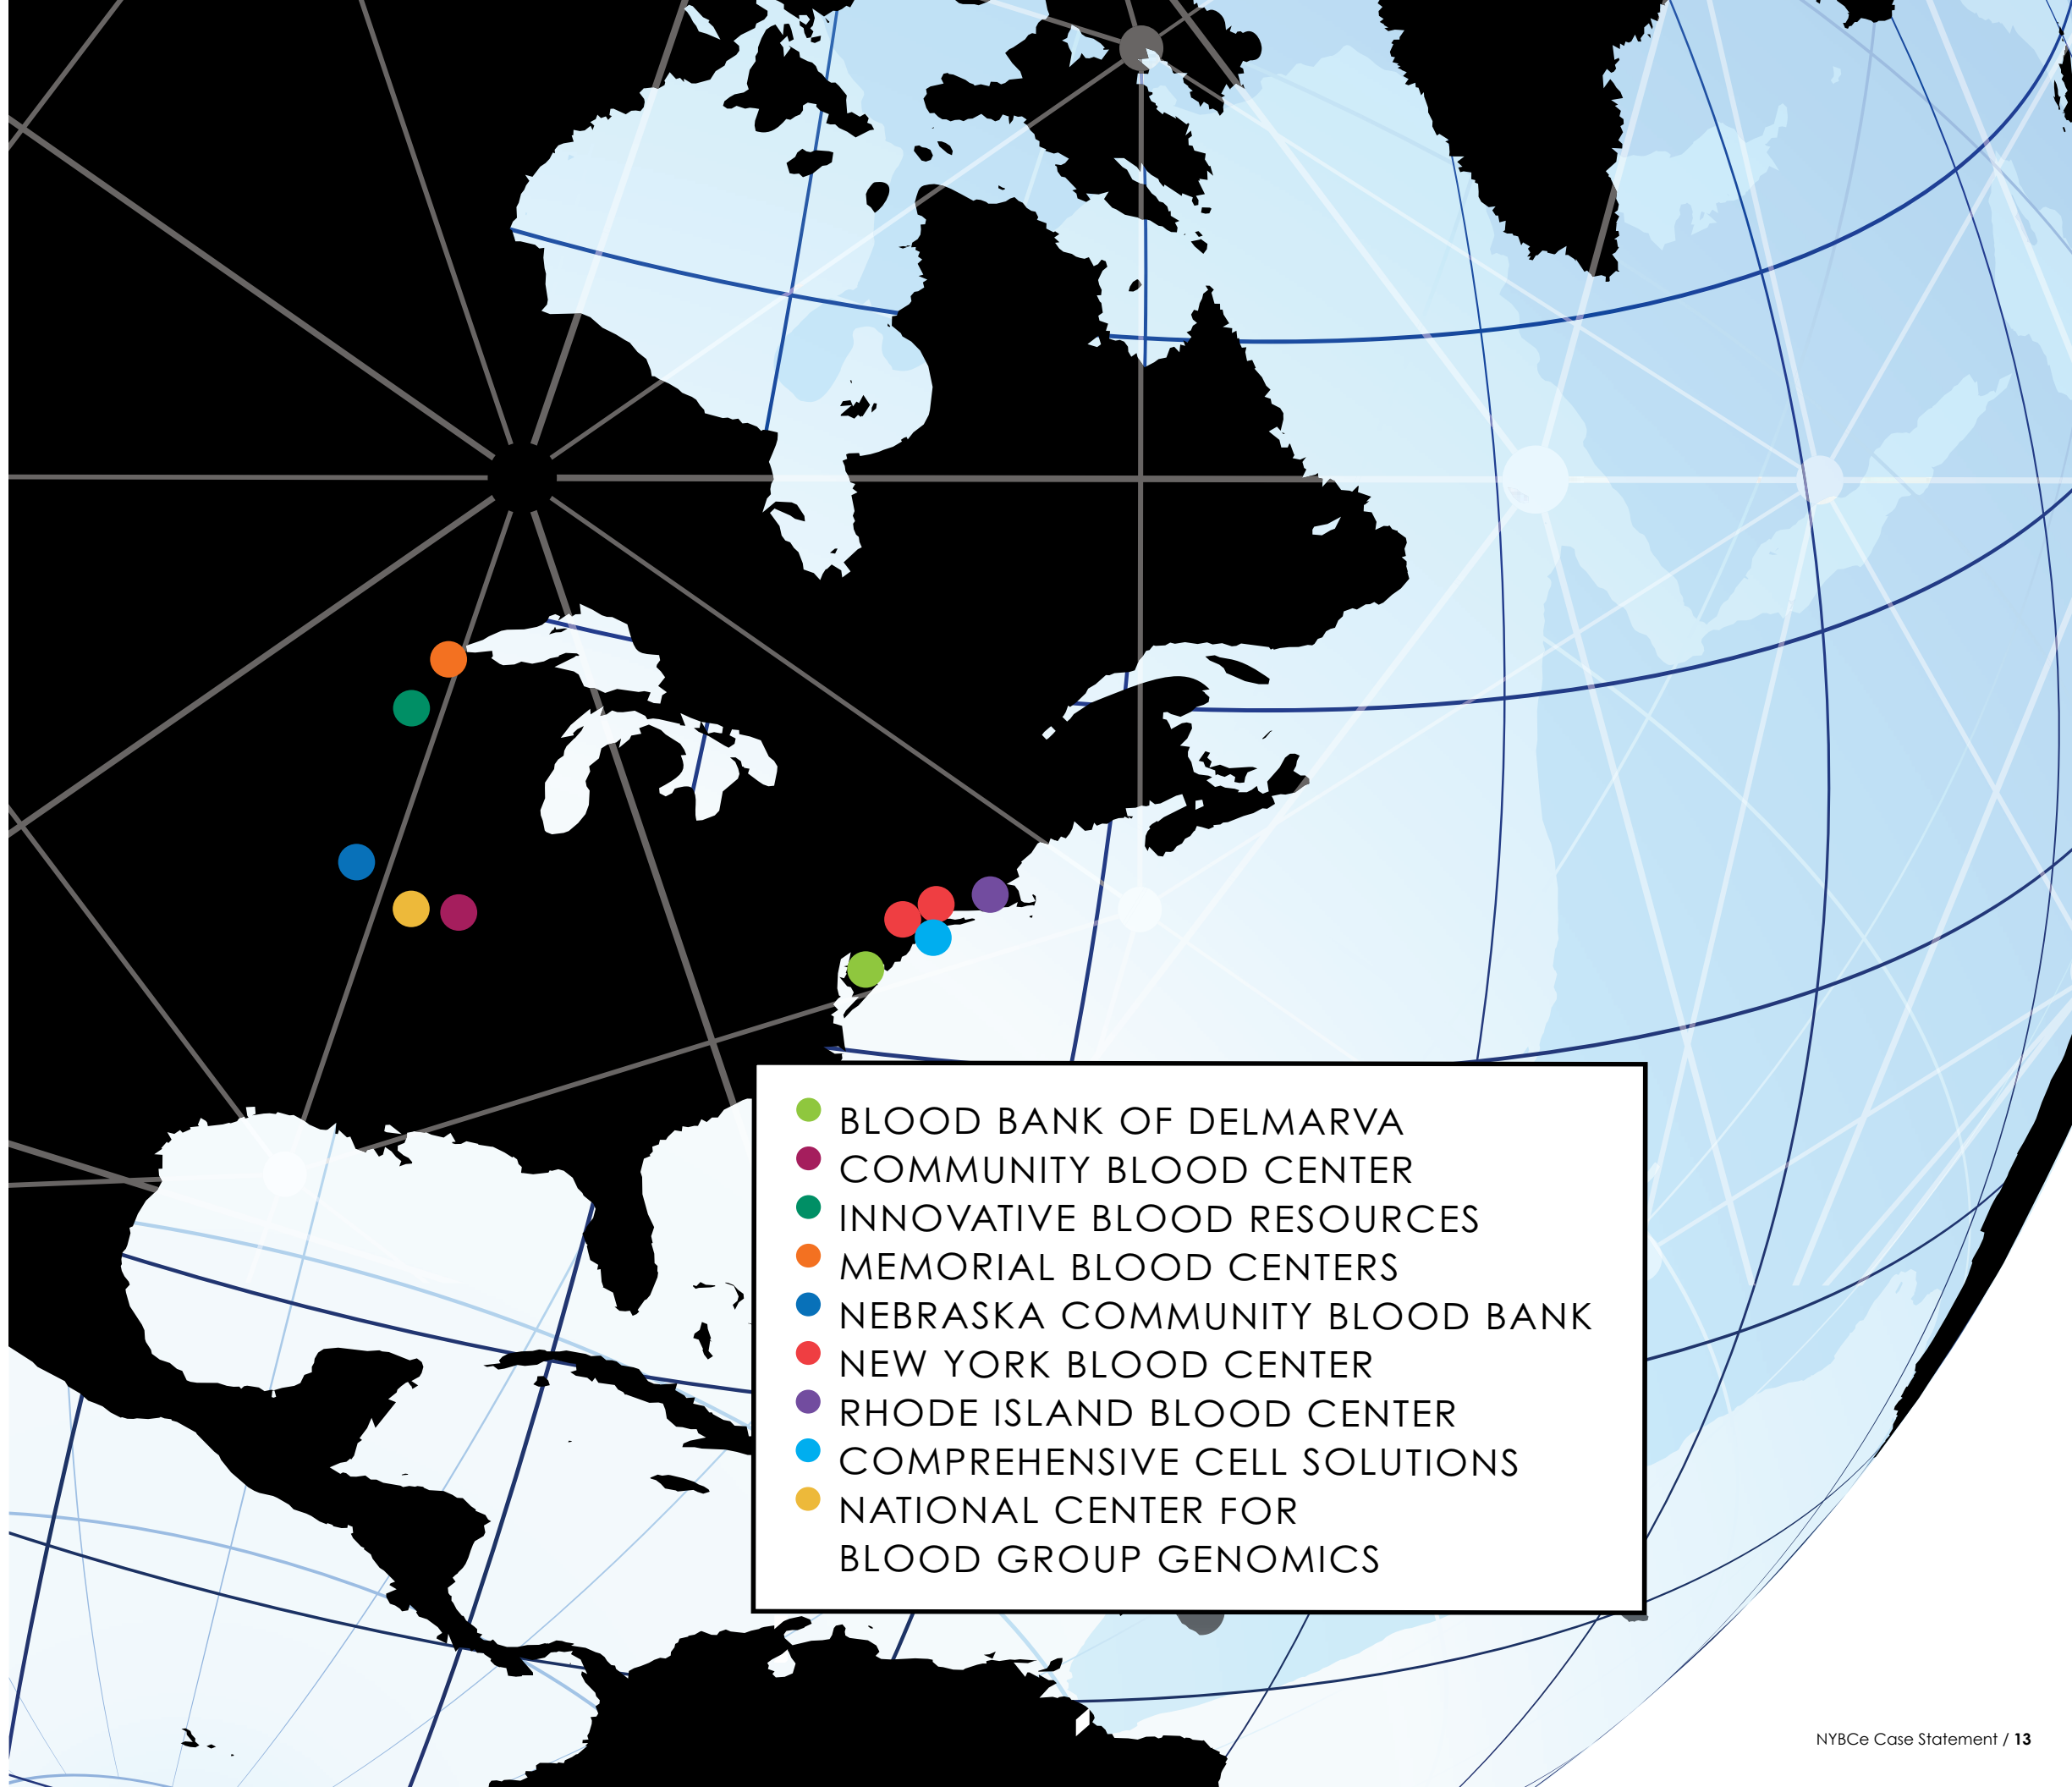 BLOOD BANK OF DELMARVA
COMMUNITY BLOOD CENTER
INNOVATIVE BLOOD RESOURCES
MEMORIAL BLOOD CENTERS
NEBRASKA COMMUNITY BLOOD BANK
NEW YORK BLOOD CENTER
RHODE ISLAND BLOOD CENTER
COMPREHENSIVE CELL SOLUTIONS
NATIONAL CENTER FOR
BLOOD GROUP GENOMICS
NYBCe Case Statement / 13